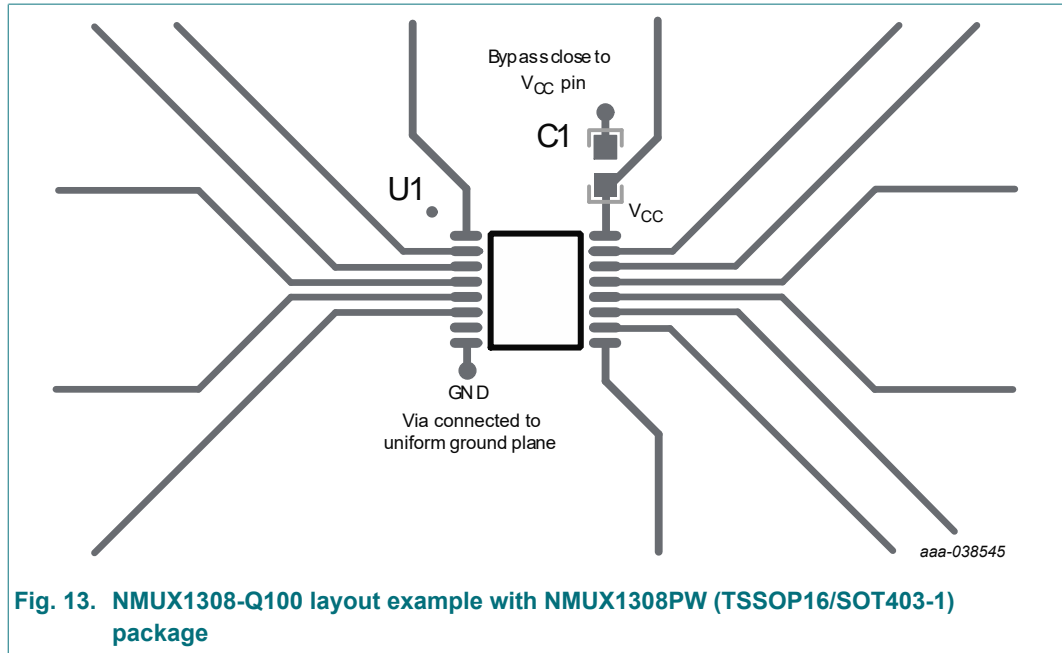 Bypass close to
VCC pin
C1
U1
VCC
GND
Via connected to
uniform ground plane
aaa-038545
Fig. 13. NMUX1308-Q100 layout example with NMUX1308PW (TSSOP16/SOT403-1)
package